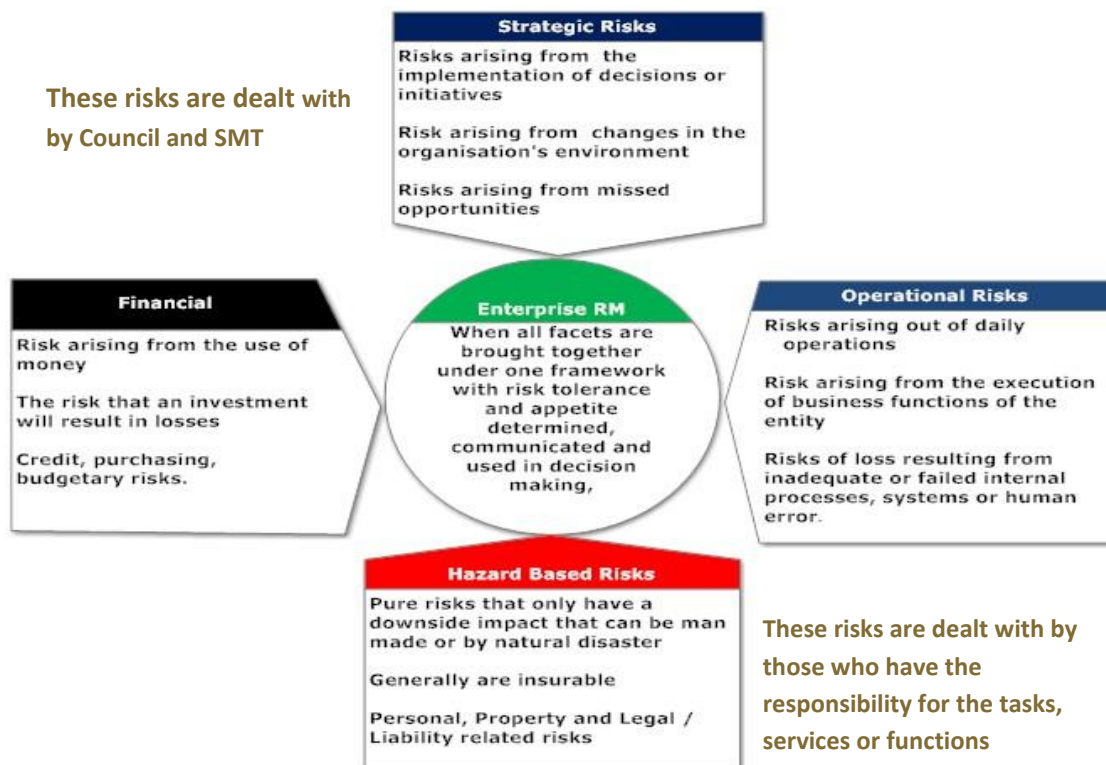 Strategic Risks
Risks arising from the
implementation of decisions or
initiatives
Risk arising from changes in the
organisation's environment
Risks arising from missed
opportunities
These risks are dealt with
by Council and SMT
Financial
Risk arising from the use of
money
The risk that an investment
will result in losses
Credit, purchasing,
budgetary risks.
Enterprise RM
When all facets are
brought together
under one framework
with risk tolerance
and appetite
determined,
communicated and
used in decision
making,
Operational Risks
Risks arising out of daily
operations
Risk arising from the execution
of business functions of the
entity
Risks of loss resulting from
inadequate or failed internal
processes, systems or human
error.
Hazard Based Risks
Pure risks that only have a
downside impact that can be man
made or by natural disaster
Generally are insurable
Personal, Property and Legal /
Liability related risks
These risks are dealt with by
those who have the
responsibility for the tasks,
services or functions